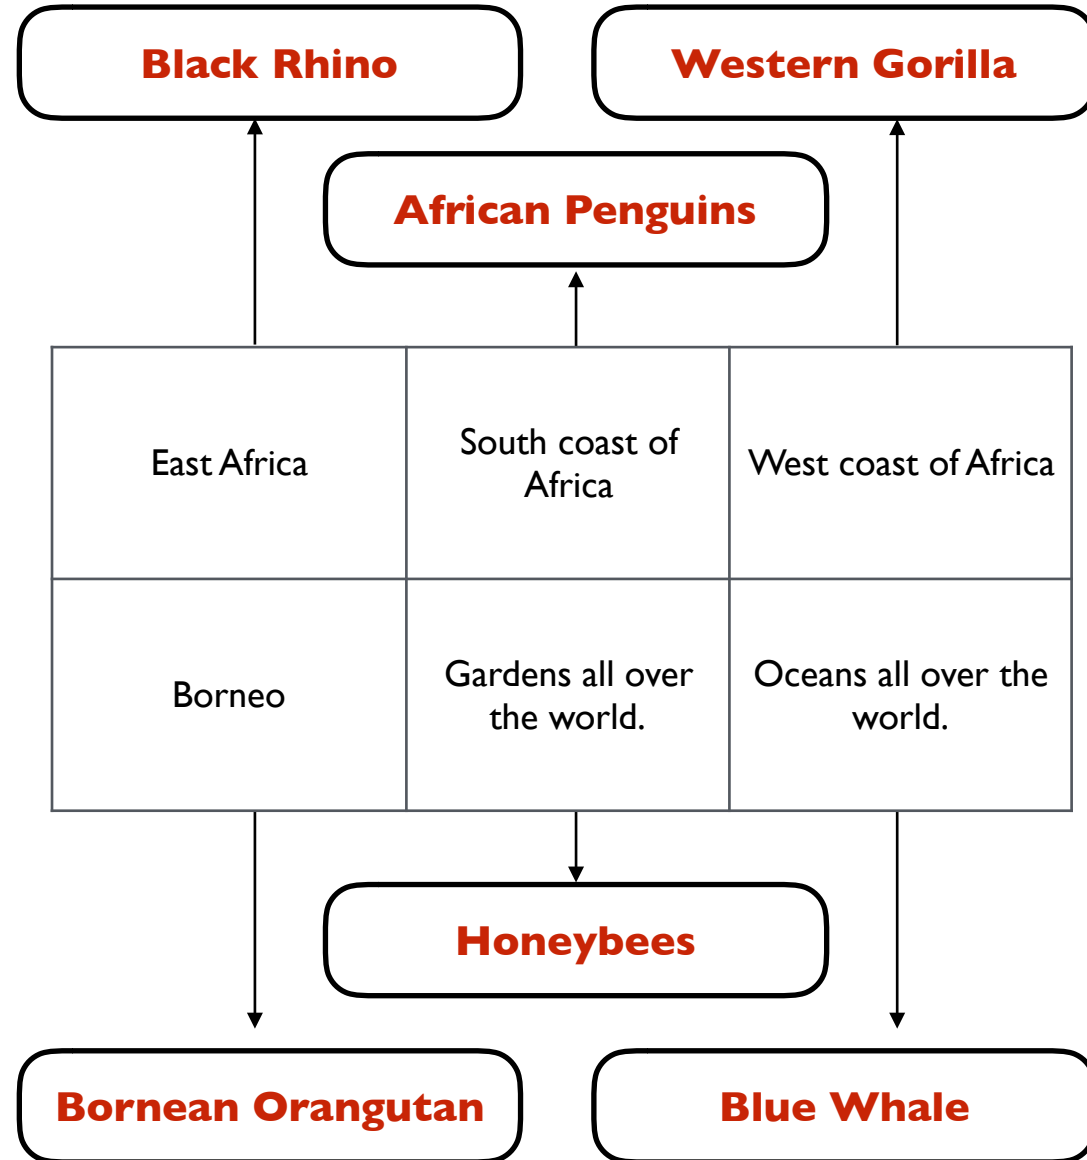 Black Rhino
Western Gorilla
African Penguins
East Africa
South coast of
Africa
West coast of Africa
Borneo
Gardens all over
the world.
Oceans all over the
world.
Honeybees
Bornean Orangutan
Blue Whale